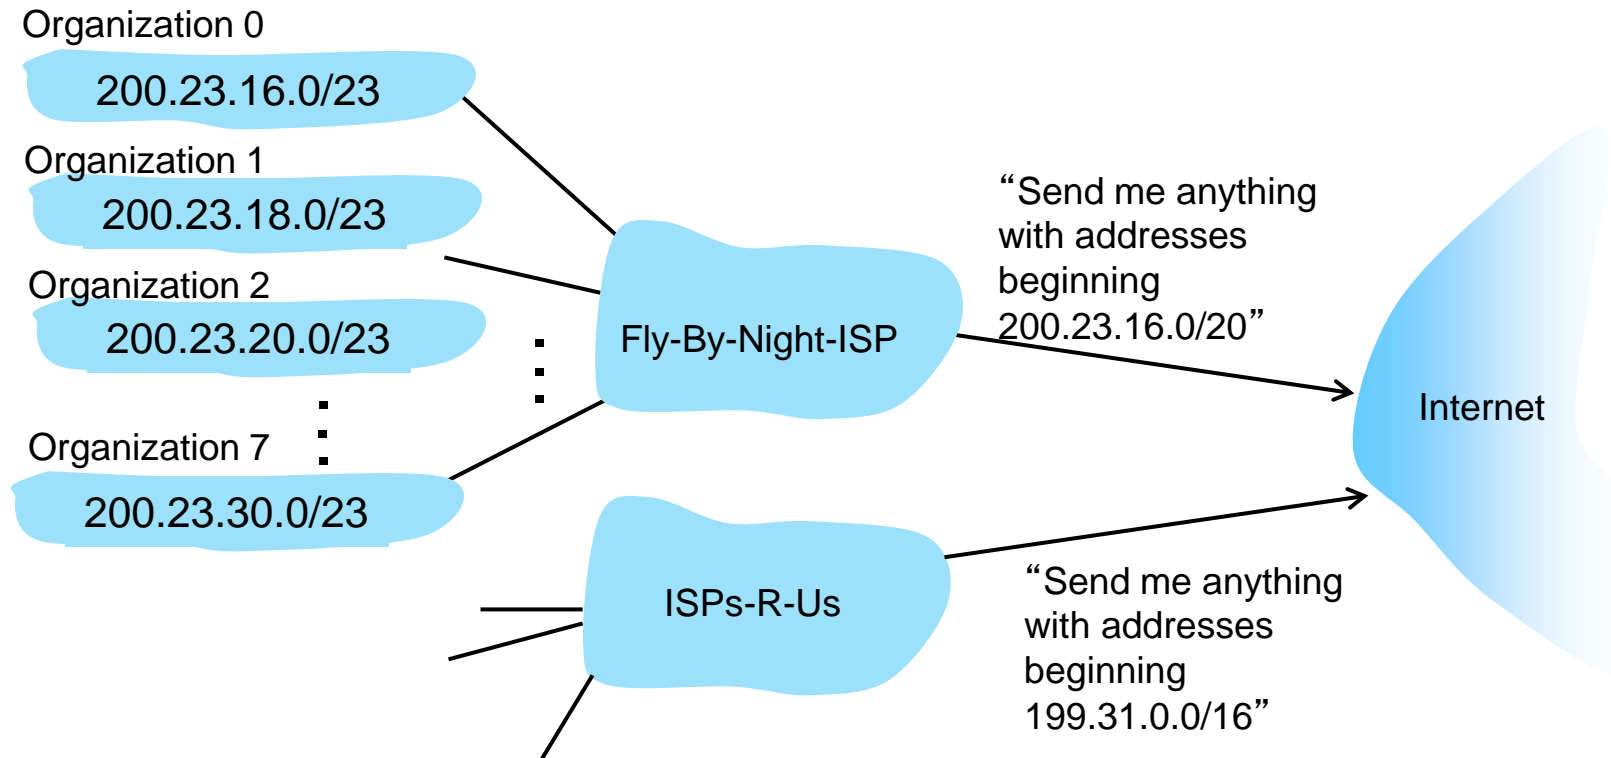 Organization 0
200.23.16.0/23
Organization 1
200.23.18.0/23
Organization 2
200.23.20.0/23
Organization 7
200.23.30.0/23
Fly-By-Night-ISP
“Send me anything
with addresses
beginning
200.23.16.0/20”
Internet
ISPs-R-Us
“Send me anything
with addresses
beginning
199.31.0.0/16”